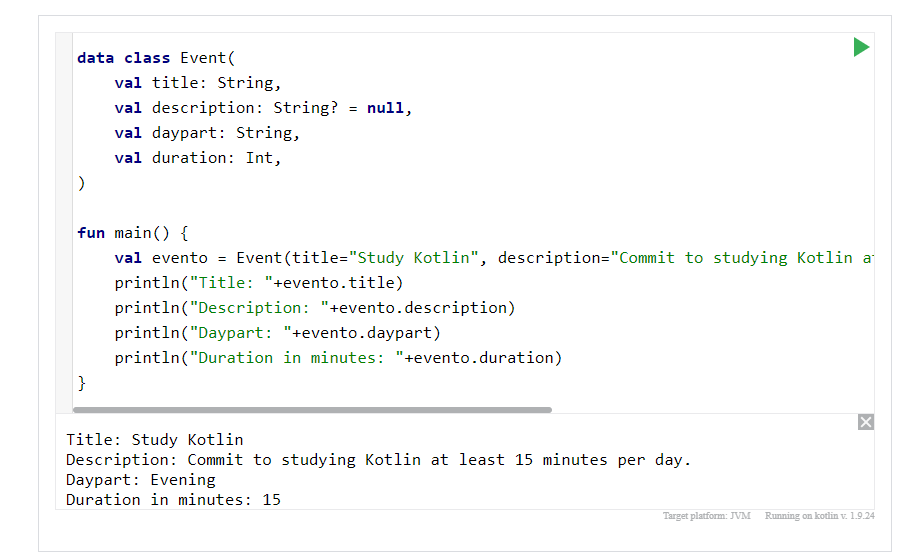 data class Event(
    val title: String,
    val description: String? = null,
    val daypart: String,
    val duration: Int,
)
fun main() {
    val evento = Event(title="Study Kotlin", description="Commit to studying Kotlin a
    println("Title: "+evento.title)
    println("Description: "+evento.description)
    println("Daypart: "+evento.daypart)
    println("Duration in minutes: "+evento.duration)
}
Title: Study Kotlin
Description: Commit to studying Kotlin at least 15 minutes per day.
Daypart: Evening
Duration in minutes: 15
Target platform: JVM Running on kotlin v. 1.9.24